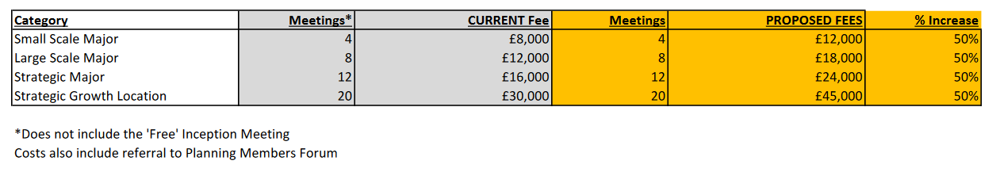 Category Meetings* CURRENT Fee Meetings PROPOSED FEES % Increase
Small Scale Major 4 £8,000 4 £12,000 50%
Large Scale Major 8 £12,000 8 £18,000 50%
Strategic Major 12 £16,000 12 £24,000 50%
Strategic Growth Location 20 £30,000 20 £45,000 50%
*Does not include the 'Free' Inception Meeting
Costs also include referral to Planning Members Forum